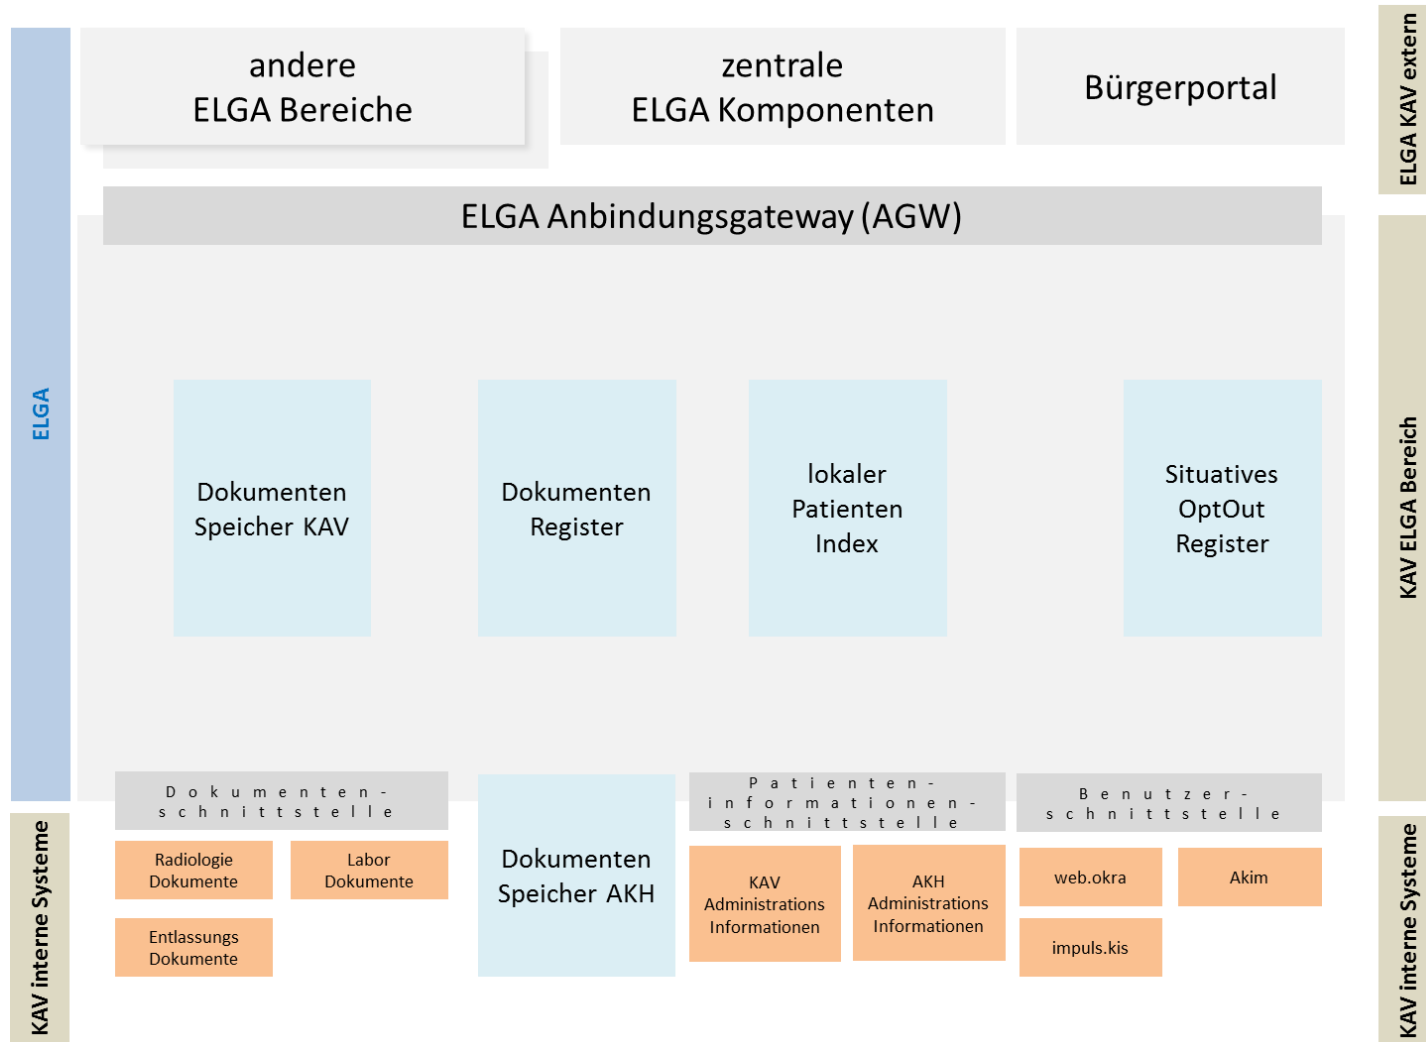 andere
ELGA Bereiche
zentrale
ELGA Komponenten
Bürgerportal
ELGA KAV extern
ELGA Anbindungsgateway (AGW)
ELGA
KAV ELGA Bereich
Dokumenten
Speicher KAV
Dokumenten
Register
lokaler
Patienten
Index
Situatives
OptOut
Register
Dokumenten-
schnittstelle
Patienten-
informationen-
schnittstelle
Benutzer-
schnittstelle
KAV interne Systeme
Radiologie
Dokumente
Labor
Dokumente
Entlassungs
Dokumente
Dokumenten
Speicher AKH
KAV
Administrations
Informationen
AKH
Administrations
Informationen
web.okra
Akim
impuls.kis
KAV interne Systeme